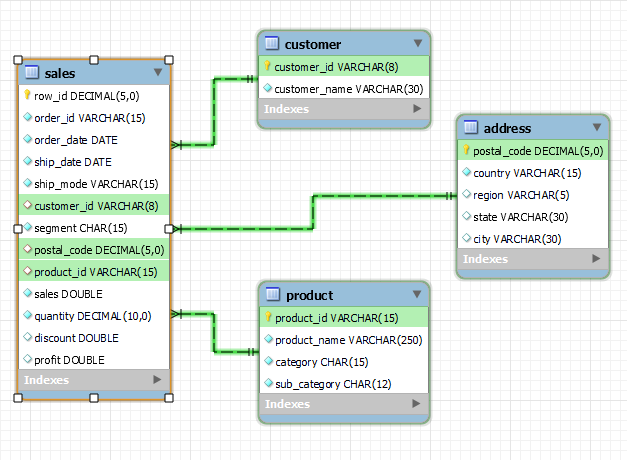 sales
row_id DECIMAL(5,0)
order_id VARCHAR(15)
order_date DATE
ship_date DATE
ship_mode VARCHAR(15)
customer_id VARCHAR(8)
segment CHAR(15)
postal_code DECIMAL(5,0)
product_id VARCHAR(15)
sales DOUBLE
quantity DECIMAL(10,0)
discount DOUBLE
profit DOUBLE
Indexes
customer
customer_id VARCHAR(8)
customer_name VARCHAR(30)
Indexes
address
postal_code DECIMAL(5,0)
country VARCHAR(15)
region VARCHAR(5)
state VARCHAR(30)
city VARCHAR(30)
Indexes
product
product_id VARCHAR(15)
product_name VARCHAR(250)
category CHAR(15)
sub_category CHAR(12)
Indexes